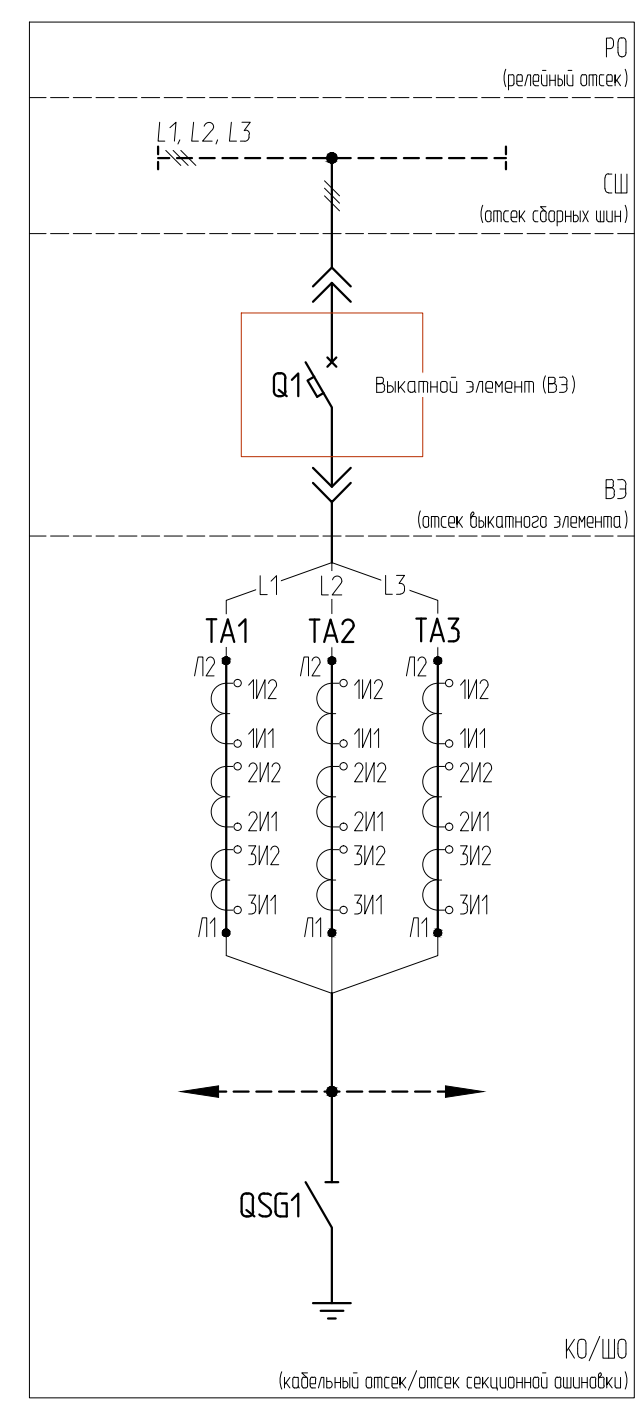 РО
(релейный отсек)
L1, L2, L3
СШ
(отсек сборных шин)
Q1
Выкатной элемент (ВЭ)
ВЭ
(отсек выкатного элемента)
L1 L2 L3
TA1 TA2 TA3
Л2 Л2 Л2
1И2 1И2 1И2
1И1 1И1 1И1
2И2 2И2 2И2
2И1 2И1 2И1
3И2 3И2 3И2
3И1 3И1 3И1
Л1 Л1 Л1
QSG1
КО/ШО
(кабельный отсек/отсек секционной ошиновки)